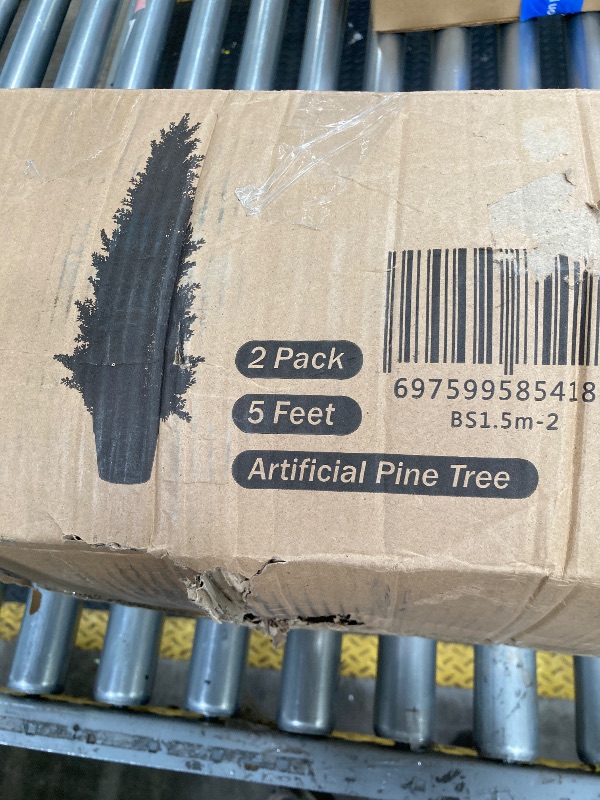 2 Pack
5 Feet
Artificial Pine Tree
697599585418
BS1.5m-2